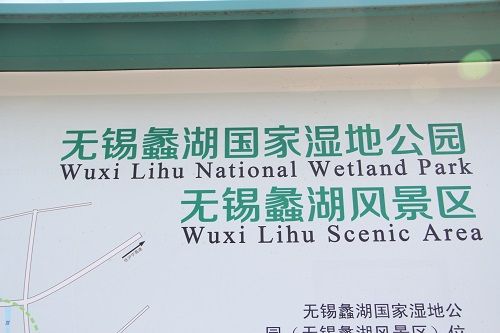 无锡蠡湖国家湿地公园
Wuxi Lihu National Wetland Park
无锡蠡湖风景区
Wuxi Lihu Scenic Area
无锡蠡湖国家湿地公
园（无锡蠡湖风景区）位